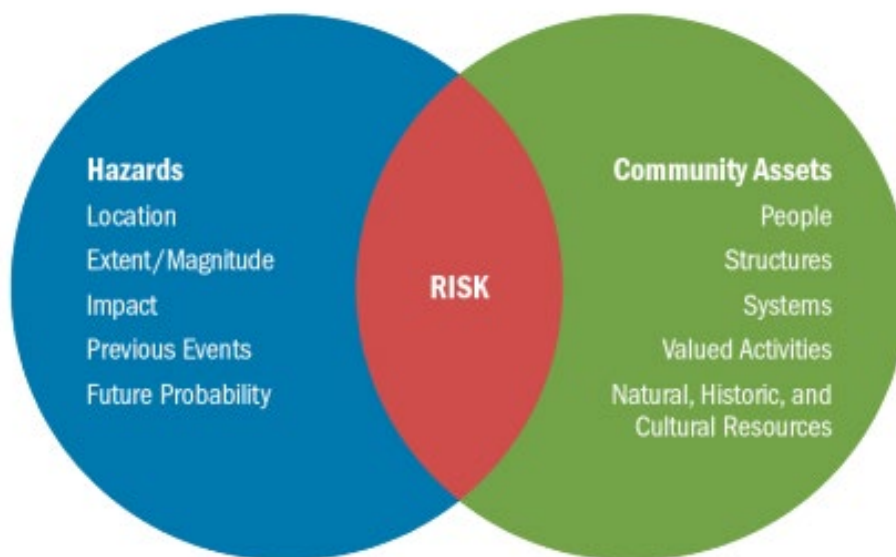 Hazards
Location
Extent/Magnitude
Impact
Previous Events
Future Probability
RISK
Community Assets
People
Structures
Systems
Valued Activities
Natural, Historic, and
Cultural Resources